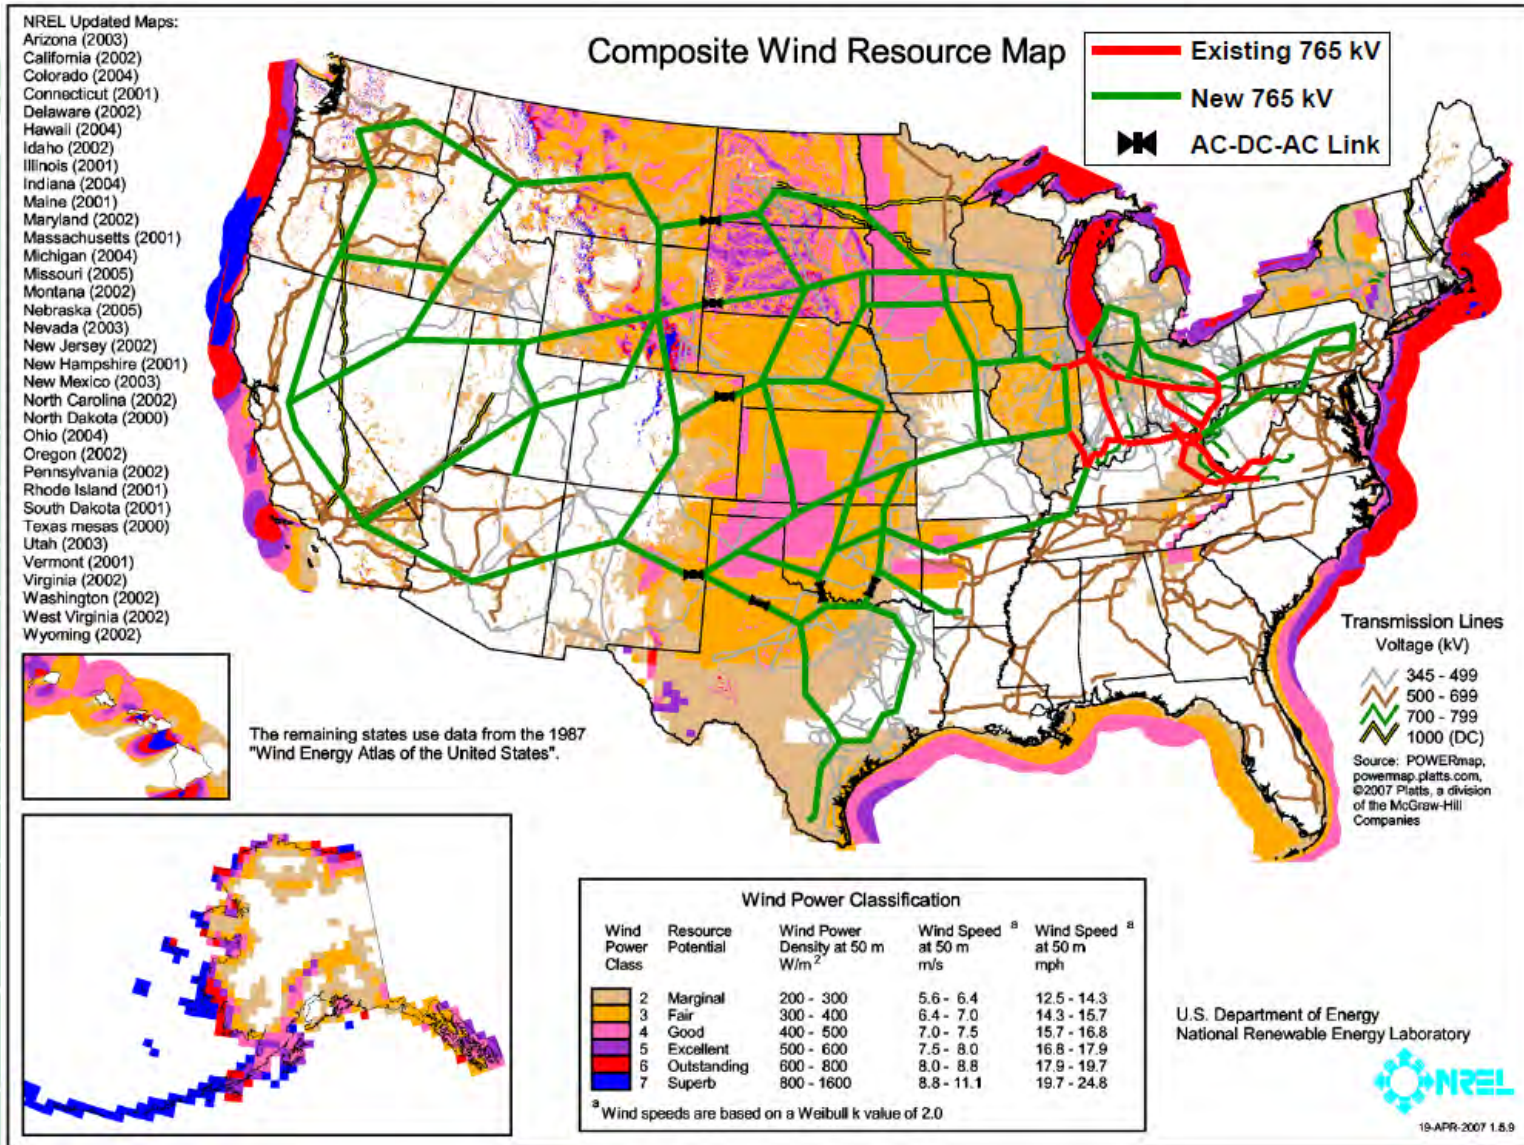 NREL Updated Maps:
Arizona (2003)
California (2002)
Colorado (2004)
Connecticut (2001)
Delaware (2002)
Hawaii (2004)
Idaho (2002)
Illinois (2001)
Indiana (2004)
Maine (2001)
Maryland (2002)
Massachusetts (2001)
Michigan (2004)
Missouri (2005)
Montana (2002)
Nebraska (2005)
Nevada (2003)
New Jersey (2002)
New Hampshire (2001)
New Mexico (2003)
North Carolina (2002)
North Dakota (2000)
Ohio (2004)
Oregon (2002)
Pennsylvania (2002)
Rhode Island (2001)
South Dakota (2001)
Texas mesas (2000)
Utah (2003)
Vermont (2001)
Virginia (2002)
Washington (2002)
West Virginia (2002)
Wyoming (2002)
Composite Wind Resource Map
Existing 765 kV
New 765 kV
AC-DC-AC Link
Transmission Lines
Voltage (kV)
345 - 499
500 - 699
700 - 799
1000 (DC)
Source: POWERmap,
powermap.platts.com,
©2007 Platts, a division
of the McGraw-Hill
Companies
The remaining states use data from the 1987
"Wind Energy Atlas of the United States".
Wind Power Classification
Wind Resource Wind Power Wind Speed a Wind Speed a
Power Potential Density at 50 m at 50 m at 50 m
Class W/m2 m/s mph
2 Marginal 200 - 300 5.6 - 6.4 12.5 - 14.3
3 Fair 300 - 400 6.4 - 7.0 14.3 - 15.7
4 Good 400 - 500 7.0 - 7.5 15.7 - 16.8
5 Excellent 500 - 600 7.5 - 8.0 16.8 - 17.9
6 Outstanding 600 - 800 8.0 - 8.8 17.9 - 19.7
7 Superb 800 - 1600 8.8 - 11.1 19.7 - 24.8
a Wind speeds are based on a Weibull k value of 2.0
U.S. Department of Energy
National Renewable Energy Laboratory
NREL
19-APR-2007 1.5.9